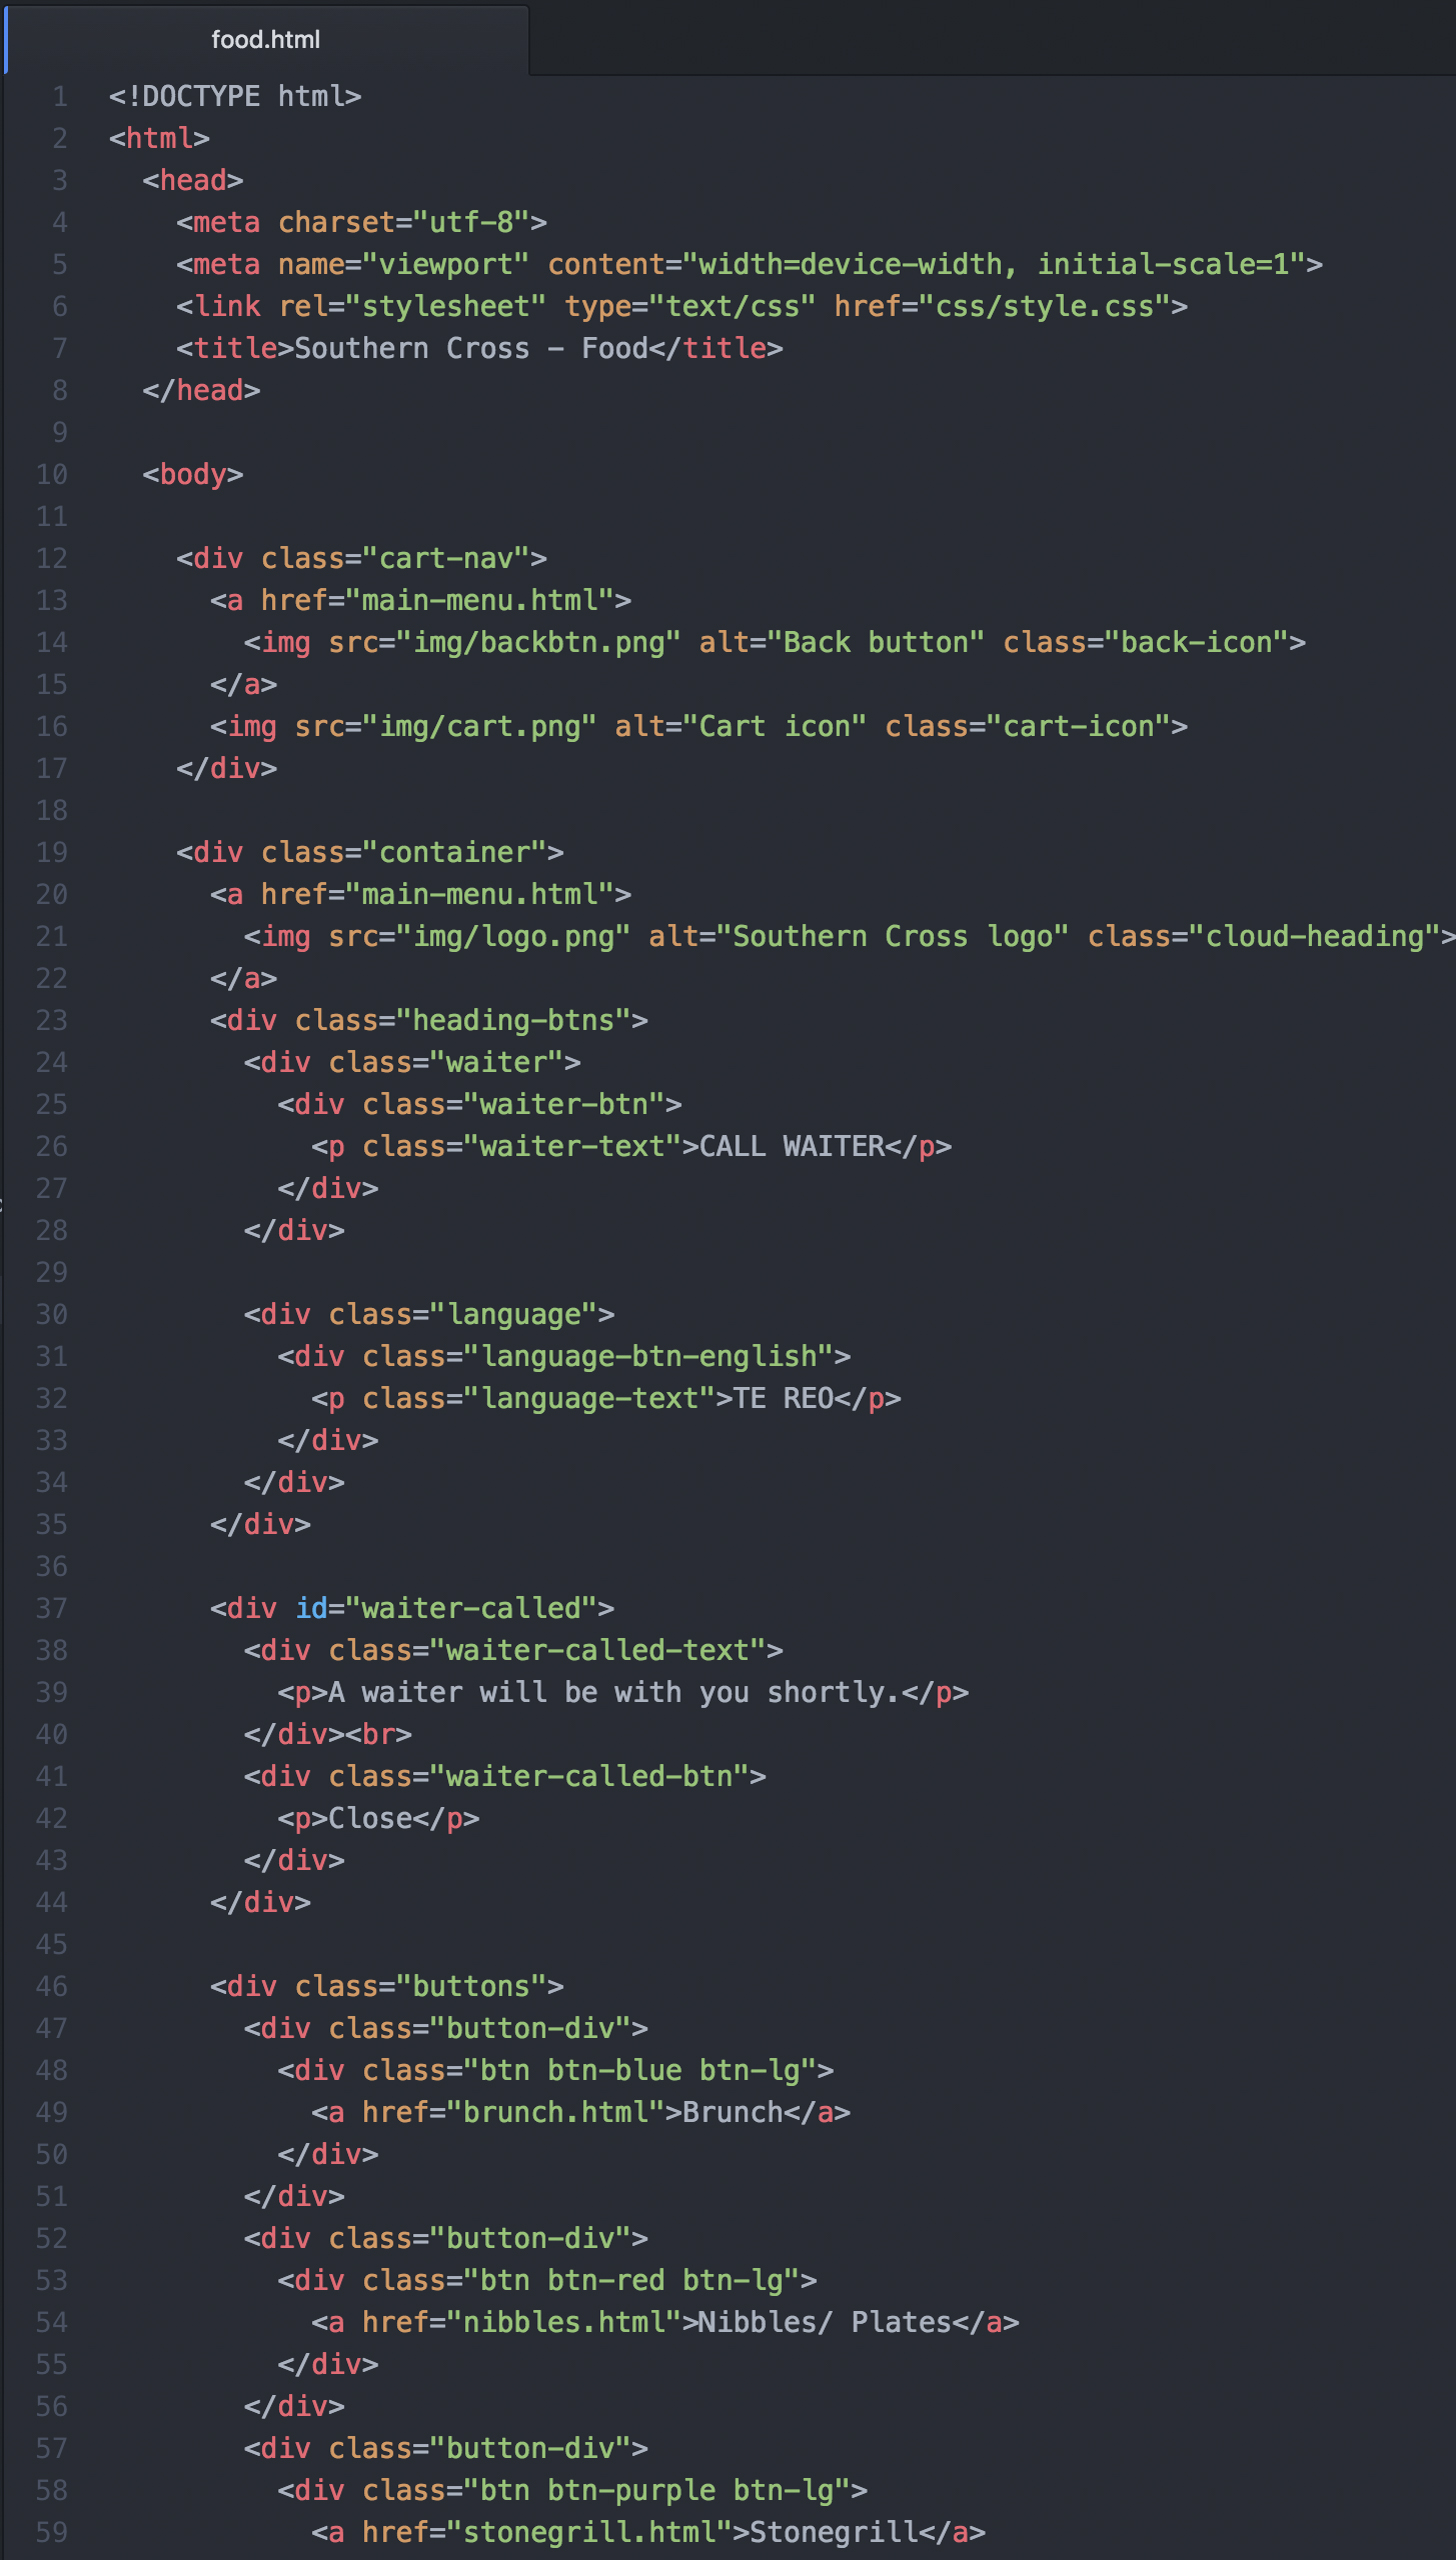 food.html
1 <!DOCTYPE html>
2 <html>
3   <head>
4     <meta charset="utf-8">
5     <meta name="viewport" content="width=device-width, initial-scale=1">
6     <link rel="stylesheet" type="text/css" href="css/style.css">
7     <title>Southern Cross – Food</title>
8   </head>
9
10   <body>
11
12     <div class="cart-nav">
13       <a href="main-menu.html">
14         <img src="img/backbtn.png" alt="Back button" class="back-icon">
15       </a>
16       <img src="img/cart.png" alt="Cart icon" class="cart-icon">
17     </div>
18
19     <div class="container">
20       <a href="main-menu.html">
21         <img src="img/logo.png" alt="Southern Cross logo" class="cloud-heading">
22       </a>
23       <div class="heading-btns">
24         <div class="waiter">
25           <div class="waiter-btn">
26             <p class="waiter-text">CALL WAITER</p>
27           </div>
28         </div>
29
30         <div class="language">
31           <div class="language-btn-english">
32             <p class="language-text">TE REO</p>
33           </div>
34         </div>
35       </div>
36
37       <div id="waiter-called">
38         <div class="waiter-called-text">
39           <p>A waiter will be with you shortly.</p>
40         </div><br>
41         <div class="waiter-called-btn">
42           <p>Close</p>
43         </div>
44       </div>
45
46       <div class="buttons">
47         <div class="button-div">
48           <div class="btn btn-blue btn-lg">
49             <a href="brunch.html">Brunch</a>
50           </div>
51         </div>
52         <div class="button-div">
53           <div class="btn btn-red btn-lg">
54             <a href="nibbles.html">Nibbles/ Plates</a>
55           </div>
56         </div>
57         <div class="button-div">
58           <div class="btn btn-purple btn-lg">
59             <a href="stonegrill.html">Stonegrill</a>